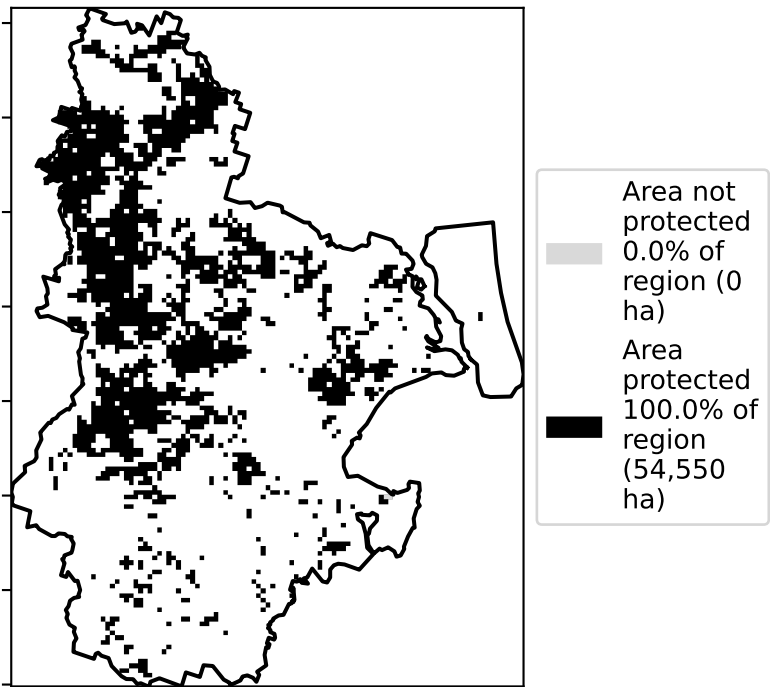 Area not
protected
0.0% of
region (0
ha)
Area
protected
100.0% of
region
(54,550
ha)